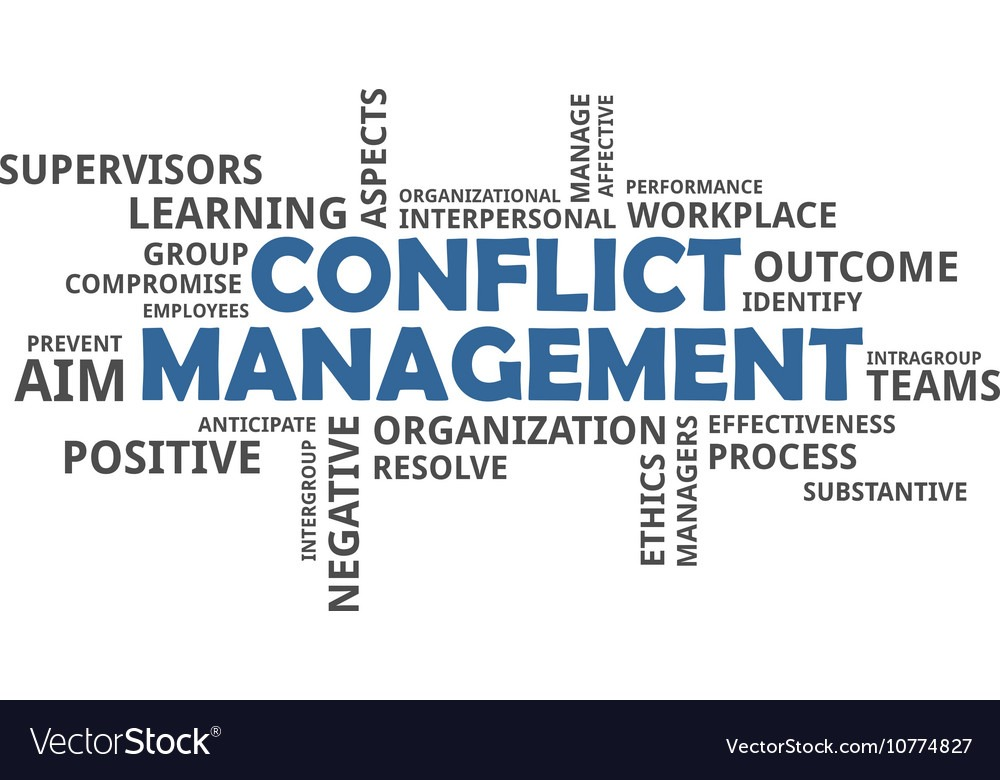 ASPECTS
MANAGE
AFFECTIVE
SUPERVISORS
ORGANIZATIONAL
PERFORMANCE
LEARNING
INTERPERSONAL
WORKPLACE
GROUP
CONFLICT
OUTCOME
COMPROMISE
IDENTIFY
EMPLOYEES
PREVENT
MANAGEMENT
INTRAGROUP
AIM
TEAMS
ANTICIPATE
ORGANIZATION
EFFECTIVENESS
POSITIVE
INTERGROUP
NEGATIVE
RESOLVE
ETHICS
MANAGERS
PROCESS
SUBSTANTIVE
VectorStock®
VectorStock.com/10774827